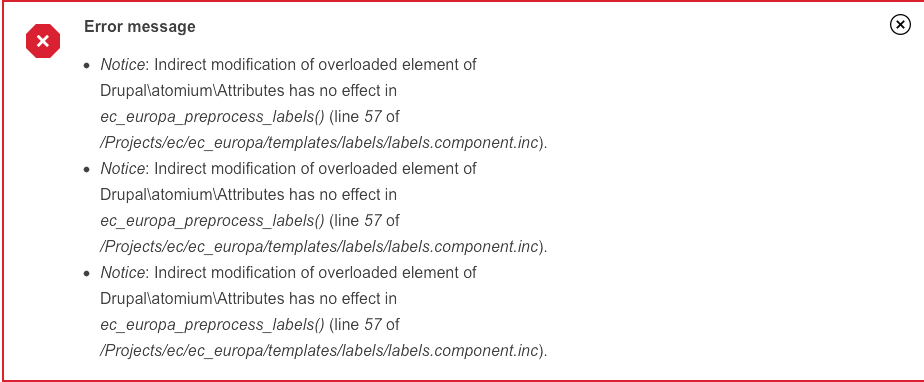 Error message
• Notice: Indirect modification of overloaded element of
Drupal\atomium\Attributes has no effect in
ec_europa_preprocess_labels() (line 57 of
/Projects/ec/ec_europa/templates/labels/labels.component.inc).
• Notice: Indirect modification of overloaded element of
Drupal\atomium\Attributes has no effect in
ec_europa_preprocess_labels() (line 57 of
/Projects/ec/ec_europa/templates/labels/labels.component.inc).
• Notice: Indirect modification of overloaded element of
Drupal\atomium\Attributes has no effect in
ec_europa_preprocess_labels() (line 57 of
/Projects/ec/ec_europa/templates/labels/labels.component.inc).